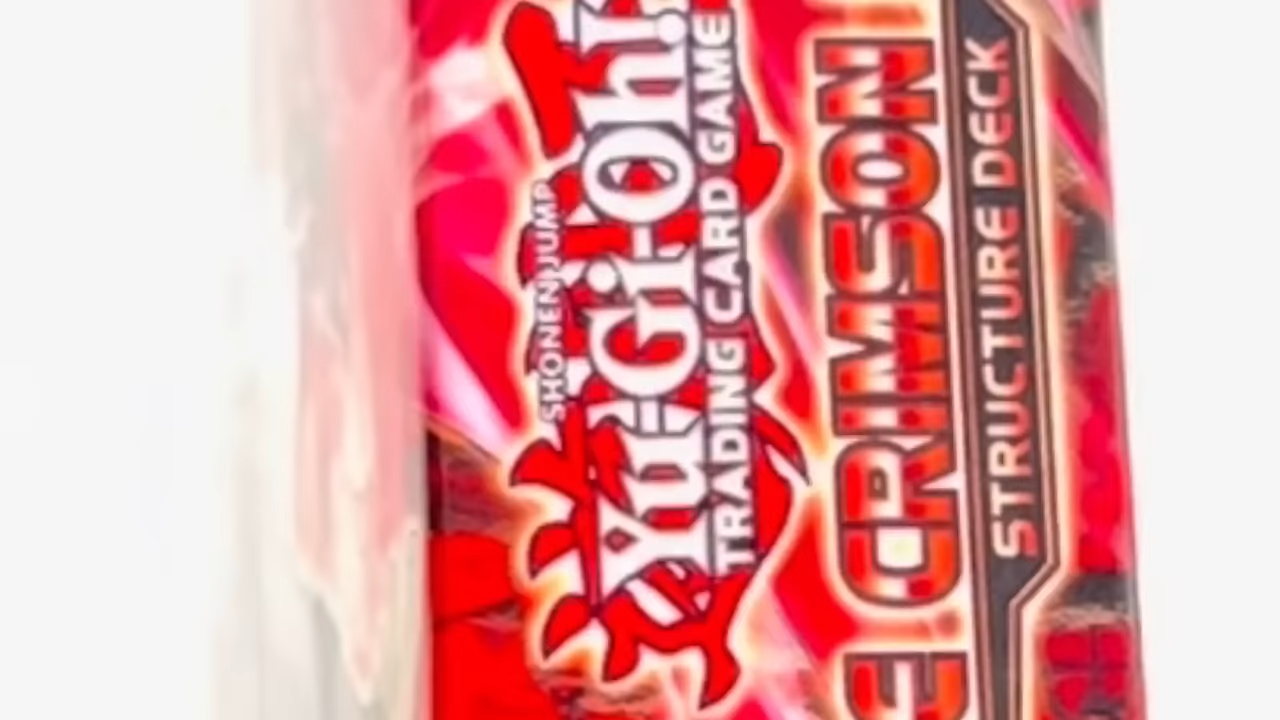 SHONEN JUMP
Yu-Gi-Oh!
TRADING CARD GAME
E CRIMSON
STRUCTURE DECK